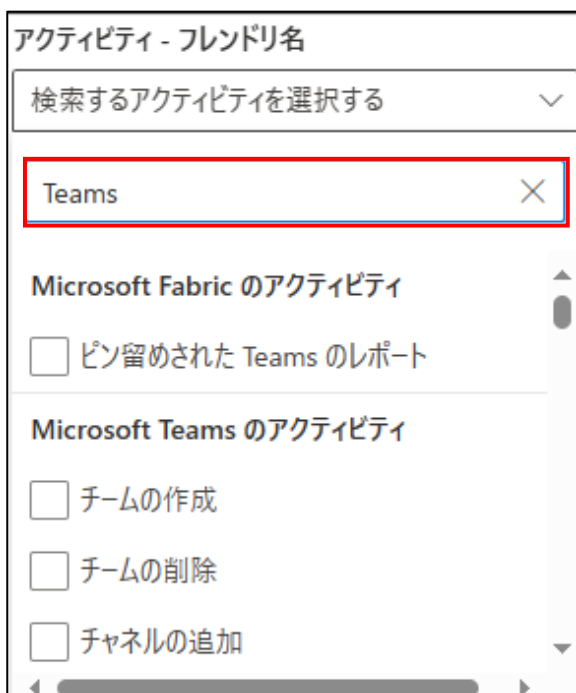 アクティビティ - フレンドリ名
検索するアクティビティを選択する
Teams
Microsoft Fabric のアクティビティ
ピン留めされた Teams のレポート
Microsoft Teams のアクティビティ
チームの作成
チームの削除
チャネルの追加